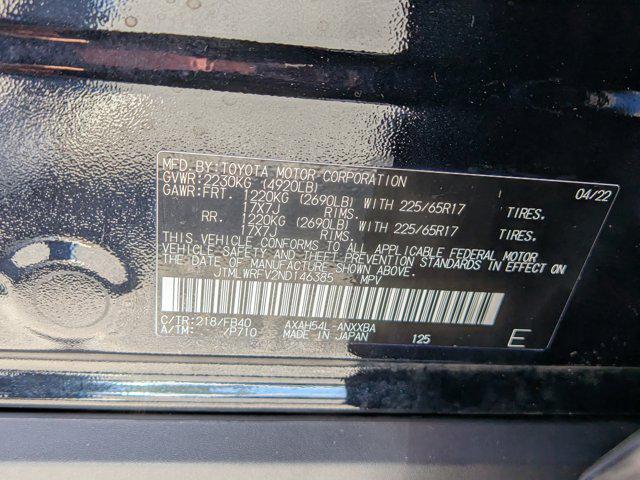 MFD.BY:TOYOTA MOTOR CORPORATION 04/22
GVWR:2230KG (4920LB)
GAWR:FRT. 1220KG (2690LB) WITH 225/65R17 TIRES.
17X7J RIMS.
RR. 1220KG (2690LB) WITH 225/65R17 TIRES.
17X7J RIMS.
THIS VEHICLE CONFORMS TO ALL APPLICABLE FEDERAL MOTOR
VEHICLE SAFETY AND THEFT PREVENTION STANDARDS IN EFFECT ON
THE DATE OF MANUFACTURE SHOWN ABOVE.
JTMLWRFV2ND146385 MPV
C/TR:218/FB40 AXAH54L-ANXXBA
A/TM: /P710 MADE IN JAPAN 125 E